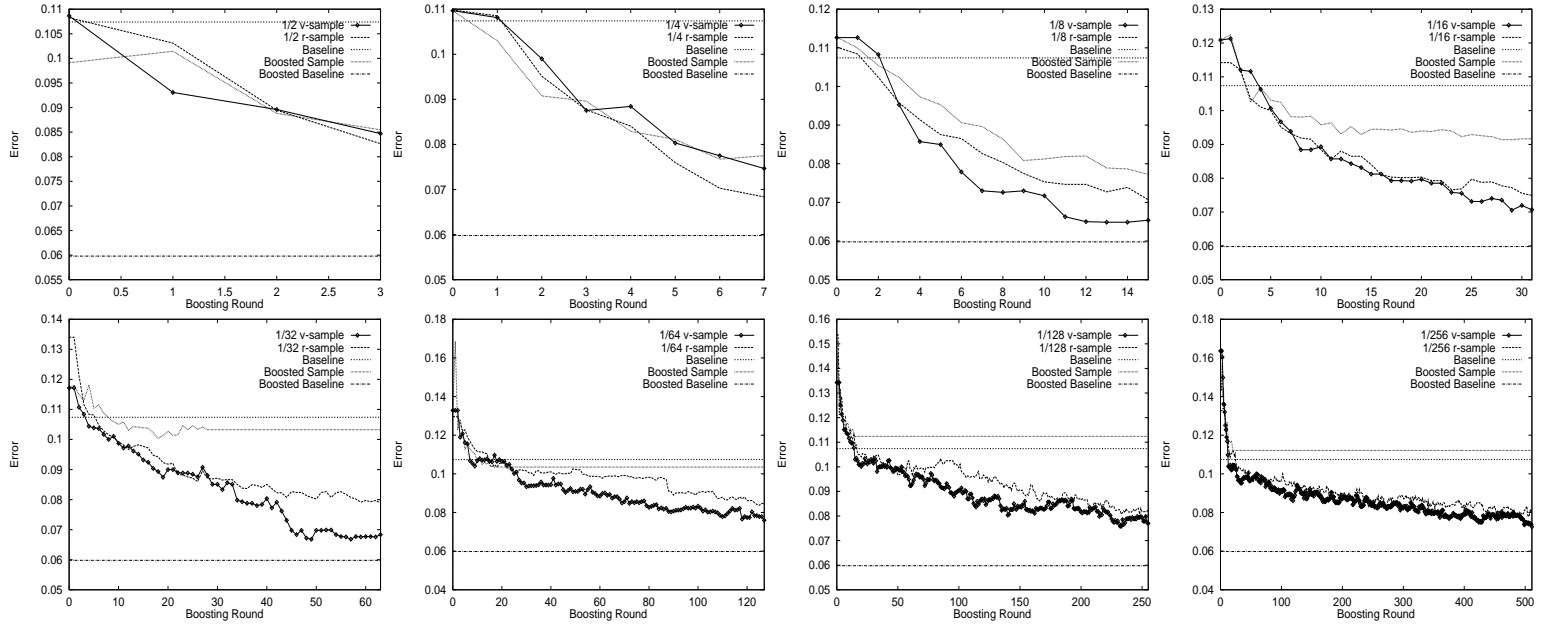 0.11
0.105
0.1
0.095
0.09
0.085
0.08
0.075
0.07
0.065
0.06
0.055
Error
1/2 v-sample
1/2 r-sample
Baseline
Boosted Sample
Boosted Baseline
0 0.5 1 1.5 2 2.5 3
Boosting Round
0.11
0.1
0.09
0.08
0.07
0.06
0.05
Error
1/4 v-sample
1/4 r-sample
Baseline
Boosted Sample
Boosted Baseline
0 1 2 3 4 5 6 7
Boosting Round
0.12
0.11
0.1
0.09
0.08
0.07
0.06
0.05
Error
1/8 v-sample
1/8 r-sample
Baseline
Boosted Sample
Boosted Baseline
0 2 4 6 8 10 12 14
Boosting Round
0.13
0.12
0.11
0.1
0.09
0.08
0.07
0.06
0.05
Error
1/16 v-sample
1/16 r-sample
Baseline
Boosted Sample
Boosted Baseline
0 5 10 15 20 25 30
Boosting Round
0.14
0.13
0.12
0.11
0.1
0.09
0.08
0.07
0.06
0.05
Error
1/32 v-sample
1/32 r-sample
Baseline
Boosted Sample
Boosted Baseline
0 10 20 30 40 50 60
Boosting Round
0.18
0.16
0.14
0.12
0.1
0.08
0.06
0.04
Error
1/64 v-sample
1/64 r-sample
Baseline
Boosted Sample
Boosted Baseline
0 20 40 60 80 100 120
Boosting Round
0.16
0.15
0.14
0.13
0.12
0.11
0.1
0.09
0.08
0.07
0.06
0.05
Error
1/128 v-sample
1/128 r-sample
Baseline
Boosted Sample
Boosted Baseline
0 50 100 150 200 250
Boosting Round
0.18
0.16
0.14
0.12
0.1
0.08
0.06
0.04
Error
1/256 v-sample
1/256 r-sample
Baseline
Boosted Sample
Boosted Baseline
0 100 200 300 400 500
Boosting Round